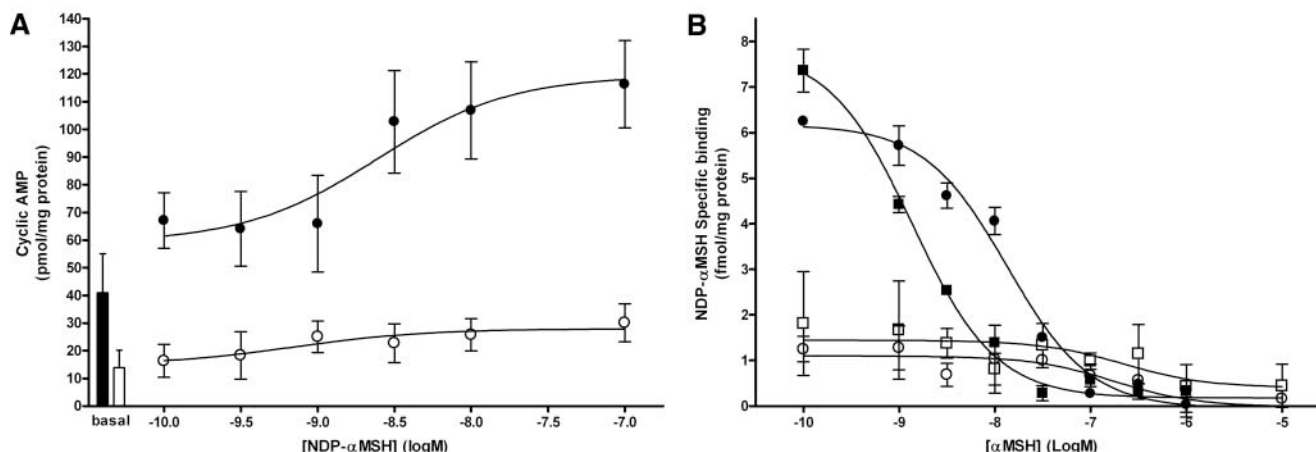 A
140
130
120
110
100
90
80
70
60
50
40
30
20
10
0
Cyclic AMP
(pmol/mg protein)
basal
-10.0 -9.5 -9.0 -8.5 -8.0 -7.5 -7.0
[NDP-αMSH] (logM)
B
8
7
6
5
4
3
2
1
0
NDP-αMSH Specific binding
(fmol/mg protein)
-10 -9 -8 -7 -6 -5
[αMSH] (LogM)